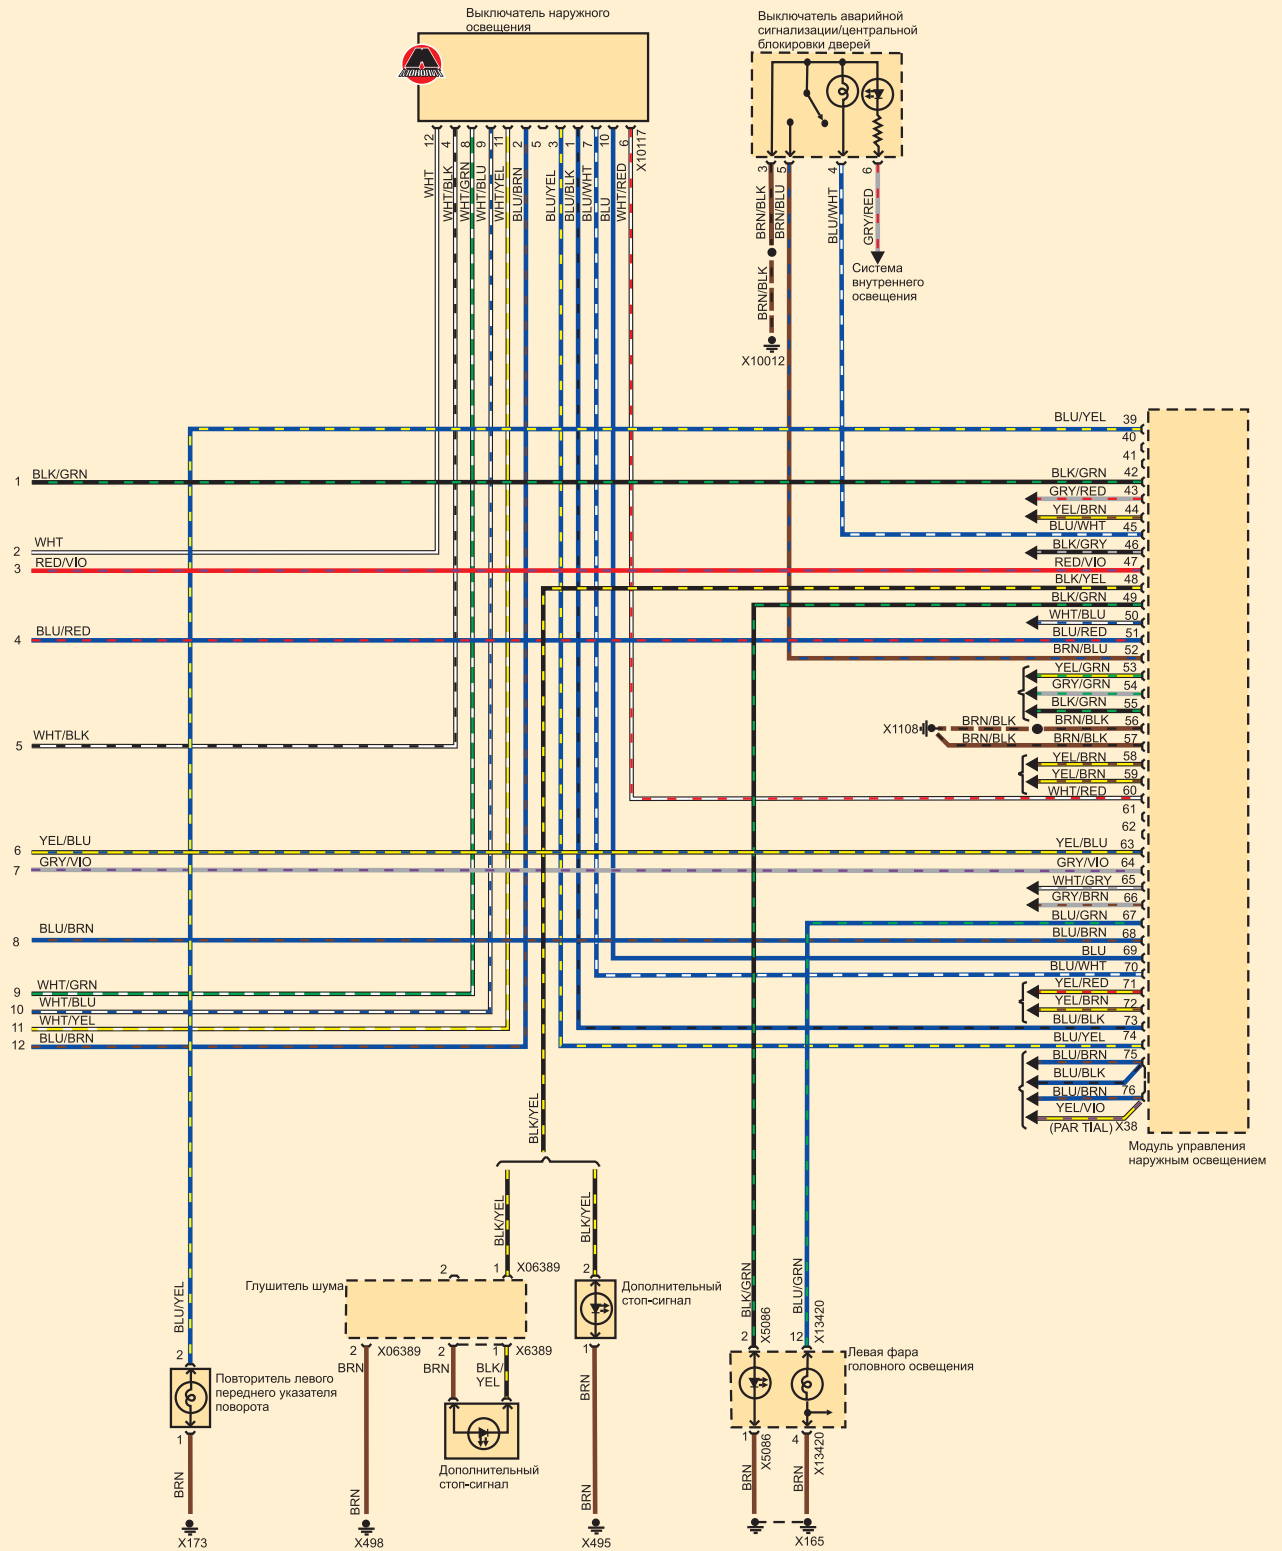 Выключатель наружного
освещения
Выключатель аварийной
сигнализации/центральной
блокировки дверей
МОНОЛИТ
12 4 8 9 11 2 5 3 1 7 10 6 X10117
WHT WHT/BLK WHT/GRN WHT/BLU WHT/YEL BLU/BRN BLU/YEL BLU/BLK BLU/WHT BLU WHT/RED
3 5 4 6
BRN/BLK BRN/BLU BLU/WHT GRY/RED
BRN/BLK
Система
внутреннего
освещения
X10012
BLU/YEL 39
40
41
1 BLK/GRN BLK/GRN 42
GRY/RED 43
YEL/BRN 44
BLU/WHT 45
2 WHT BLK/GRY 46
3 RED/VIO RED/VIO 47
BLK/YEL 48
BLK/GRN 49
WHT/BLU 50
4 BLU/RED BLU/RED 51
BRN/BLU 52
YEL/GRN 53
GRY/GRN 54
BLK/GRN 55
X1108 BRN/BLK BRN/BLK 56
5 WHT/BLK BRN/BLK BRN/BLK 57
YEL/BRN 58
YEL/BRN 59
WHT/RED 60
61
62
6 YEL/BLU YEL/BLU 63
7 GRY/VIO GRY/VIO 64
WHT/GRY 65
GRY/BRN 66
BLU/GRN 67
8 BLU/BRN BLU/BRN 68
BLU 69
BLU/WHT 70
9 WHT/GRN YEL/RED 71
10 WHT/BLU YEL/BRN 72
11 WHT/YEL BLU/BLK 73
12 BLU/BRN BLU/YEL 74
BLU/BRN 75
BLU/BLK
BLU/BRN 76
YEL/VIO
(PAR TIAL) X38
Модуль управления
наружным освещением
BLK/YEL
BLK/YEL BLK/YEL
BLU/YEL BLK/GRN BLU/GRN
2 1 X06389 2
Глушитель шума
Дополнительный
стоп-сигнал
2 X5086 12 X13420
2 X06389 2 1 X6389 1
BRN BRN BLK/
YEL
BRN
Левая фара
головного освещения
2
Повторитель левого
переднего указателя
поворота
1
1 X5086 4 X13420
Дополнительный
стоп-сигнал
BRN BRN BRN BRN BRN
X173 X498 X495 X165